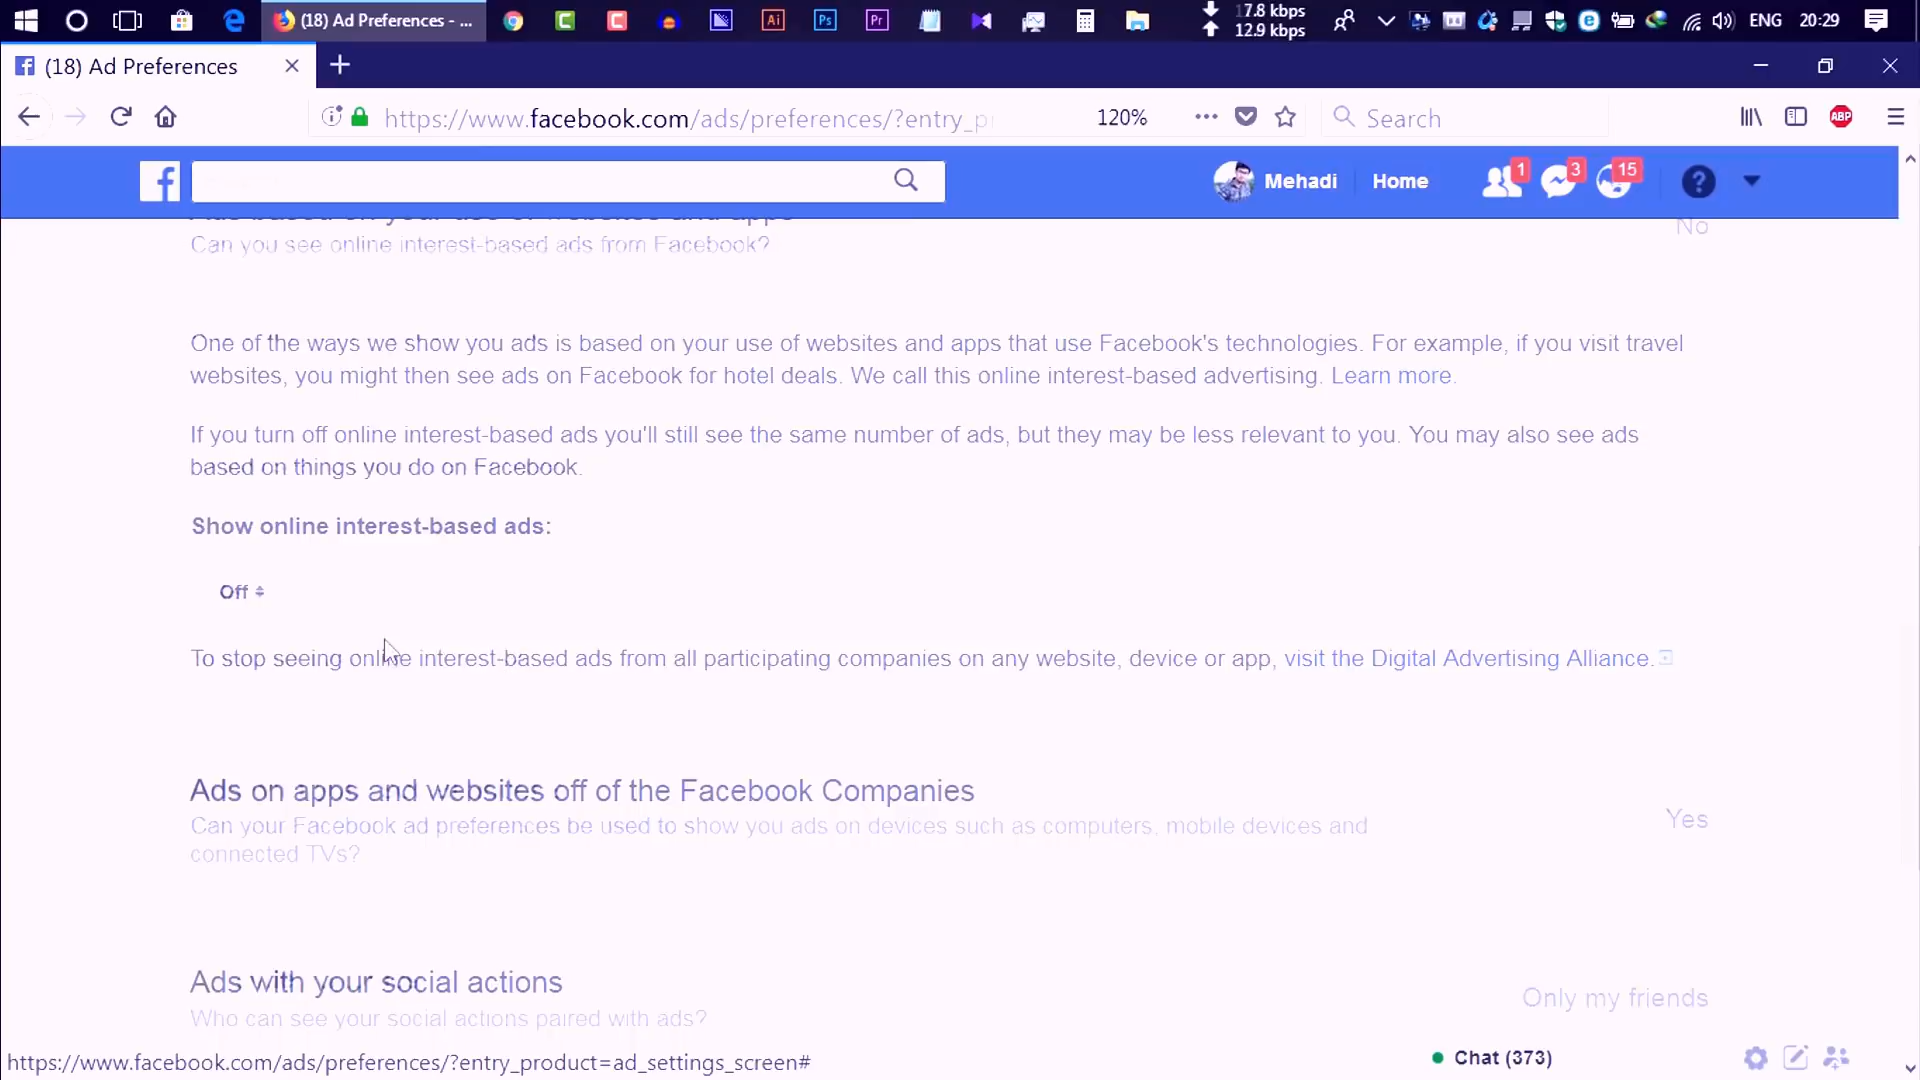 (18) Ad Preferences - ...
17.8 kbps
12.9 kbps
ENG
20:29
(18) Ad Preferences
https://www.facebook.com/ads/preferences/?entry_p
120%
Search
ABP
Mehadi
Home
1
3
15
Ads based on your use of websites and apps
No
Can you see online interest-based ads from Facebook?
One of the ways we show you ads is based on your use of websites and apps that use Facebook's technologies. For example, if you visit travel
websites, you might then see ads on Facebook for hotel deals. We call this online interest-based advertising. Learn more.
If you turn off online interest-based ads you'll still see the same number of ads, but they may be less relevant to you. You may also see ads
based on things you do on Facebook.
Show online interest-based ads:
Off
To stop seeing online interest-based ads from all participating companies on any website, device or app, visit the Digital Advertising Alliance.
Ads on apps and websites off of the Facebook Companies
Yes
Can your Facebook ad preferences be used to show you ads on devices such as computers, mobile devices and
connected TVs?
Ads with your social actions
Only my friends
Who can see your social actions paired with ads?
https://www.facebook.com/ads/preferences/?entry_product=ad_settings_screen#
Chat (373)